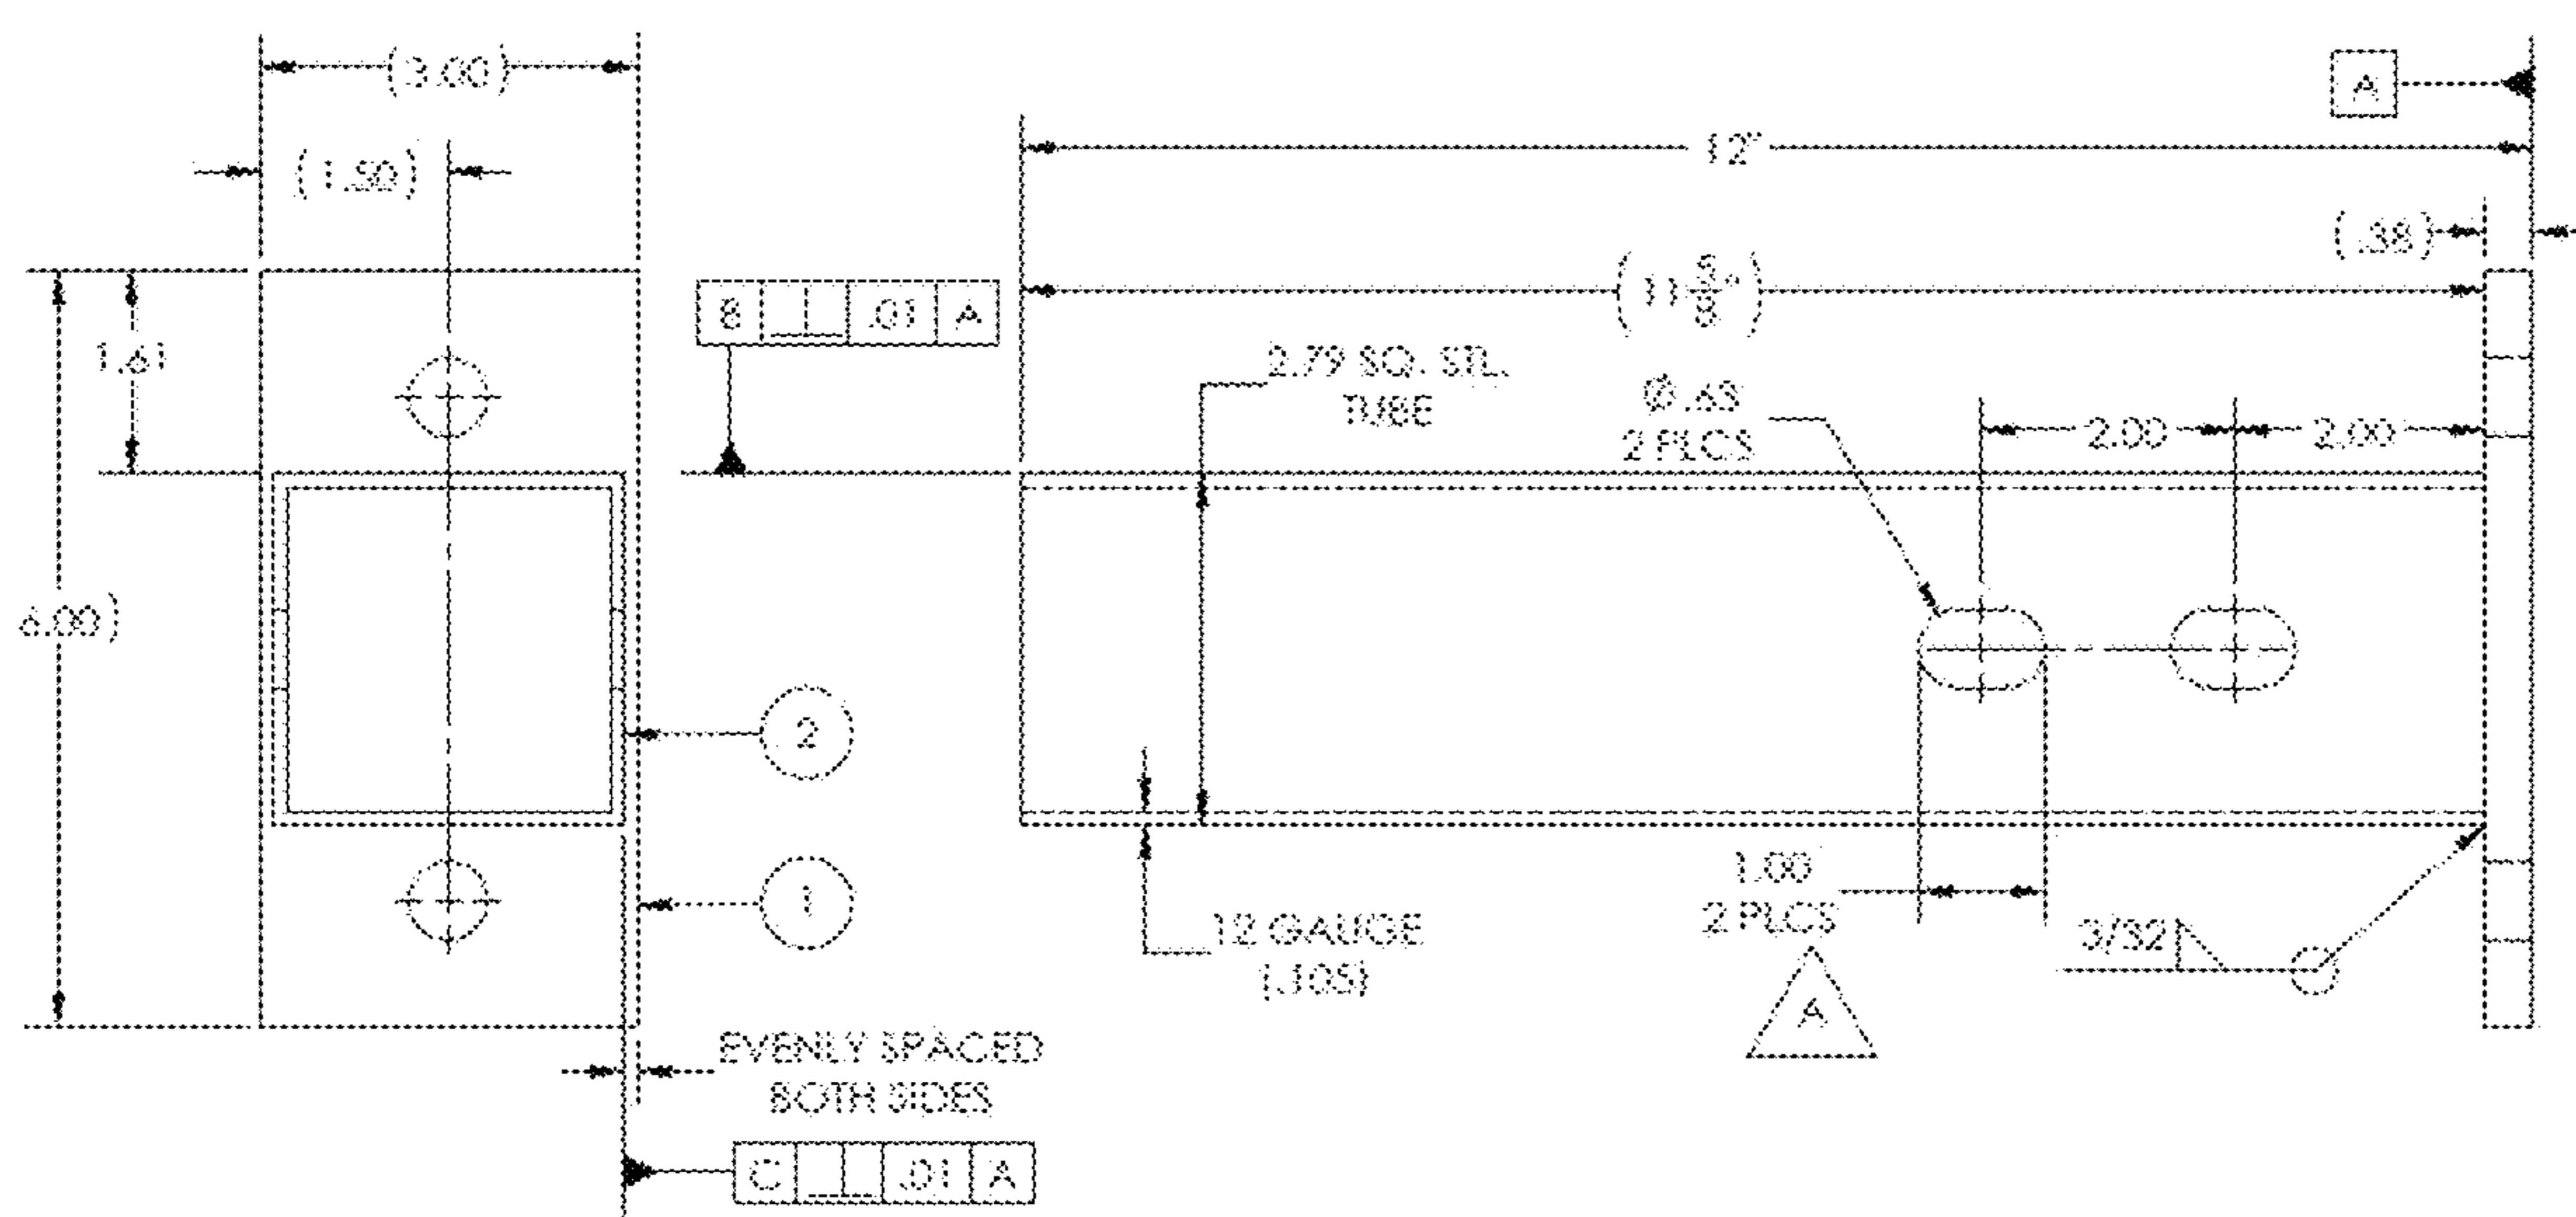 (3.00)
A
12"
(1.50)
(.38)
(11 5/8")
B ⊥ .01 A
1.61
2.79 SQ. STL.
TUBE
Ø .63
2 PLCS
2.00
2.00
6.00)
2
1
1.00
2 PLCS
12 GAUGE
(.105)
3/32
A
EVENLY SPACED
BOTH SIDES
C ⊥ .01 A